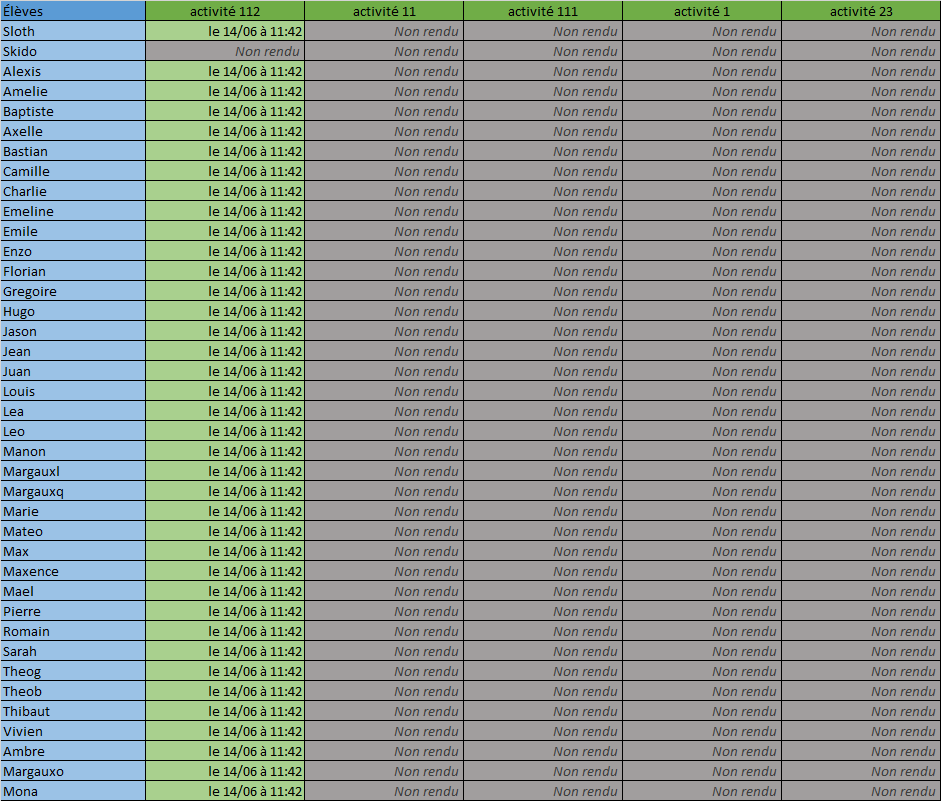 Élèves activité 112 activité 11 activité 111 activité 1 activité 23
Sloth le 14/06 à 11:42 Non rendu Non rendu Non rendu Non rendu
Skido Non rendu Non rendu Non rendu Non rendu Non rendu
Alexis le 14/06 à 11:42 Non rendu Non rendu Non rendu Non rendu
Amelie le 14/06 à 11:42 Non rendu Non rendu Non rendu Non rendu
Baptiste le 14/06 à 11:42 Non rendu Non rendu Non rendu Non rendu
Axelle le 14/06 à 11:42 Non rendu Non rendu Non rendu Non rendu
Bastian le 14/06 à 11:42 Non rendu Non rendu Non rendu Non rendu
Camille le 14/06 à 11:42 Non rendu Non rendu Non rendu Non rendu
Charlie le 14/06 à 11:42 Non rendu Non rendu Non rendu Non rendu
Emeline le 14/06 à 11:42 Non rendu Non rendu Non rendu Non rendu
Emile le 14/06 à 11:42 Non rendu Non rendu Non rendu Non rendu
Enzo le 14/06 à 11:42 Non rendu Non rendu Non rendu Non rendu
Florian le 14/06 à 11:42 Non rendu Non rendu Non rendu Non rendu
Gregoire le 14/06 à 11:42 Non rendu Non rendu Non rendu Non rendu
Hugo le 14/06 à 11:42 Non rendu Non rendu Non rendu Non rendu
Jason le 14/06 à 11:42 Non rendu Non rendu Non rendu Non rendu
Jean le 14/06 à 11:42 Non rendu Non rendu Non rendu Non rendu
Juan le 14/06 à 11:42 Non rendu Non rendu Non rendu Non rendu
Louis le 14/06 à 11:42 Non rendu Non rendu Non rendu Non rendu
Lea le 14/06 à 11:42 Non rendu Non rendu Non rendu Non rendu
Leo le 14/06 à 11:42 Non rendu Non rendu Non rendu Non rendu
Manon le 14/06 à 11:42 Non rendu Non rendu Non rendu Non rendu
Margauxl le 14/06 à 11:42 Non rendu Non rendu Non rendu Non rendu
Margauxq le 14/06 à 11:42 Non rendu Non rendu Non rendu Non rendu
Marie le 14/06 à 11:42 Non rendu Non rendu Non rendu Non rendu
Mateo le 14/06 à 11:42 Non rendu Non rendu Non rendu Non rendu
Max le 14/06 à 11:42 Non rendu Non rendu Non rendu Non rendu
Maxence le 14/06 à 11:42 Non rendu Non rendu Non rendu Non rendu
Mael le 14/06 à 11:42 Non rendu Non rendu Non rendu Non rendu
Pierre le 14/06 à 11:42 Non rendu Non rendu Non rendu Non rendu
Romain le 14/06 à 11:42 Non rendu Non rendu Non rendu Non rendu
Sarah le 14/06 à 11:42 Non rendu Non rendu Non rendu Non rendu
Theog le 14/06 à 11:42 Non rendu Non rendu Non rendu Non rendu
Theob le 14/06 à 11:42 Non rendu Non rendu Non rendu Non rendu
Thibaut le 14/06 à 11:42 Non rendu Non rendu Non rendu Non rendu
Vivien le 14/06 à 11:42 Non rendu Non rendu Non rendu Non rendu
Ambre le 14/06 à 11:42 Non rendu Non rendu Non rendu Non rendu
Margauxo le 14/06 à 11:42 Non rendu Non rendu Non rendu Non rendu
Mona le 14/06 à 11:42 Non rendu Non rendu Non rendu Non rendu